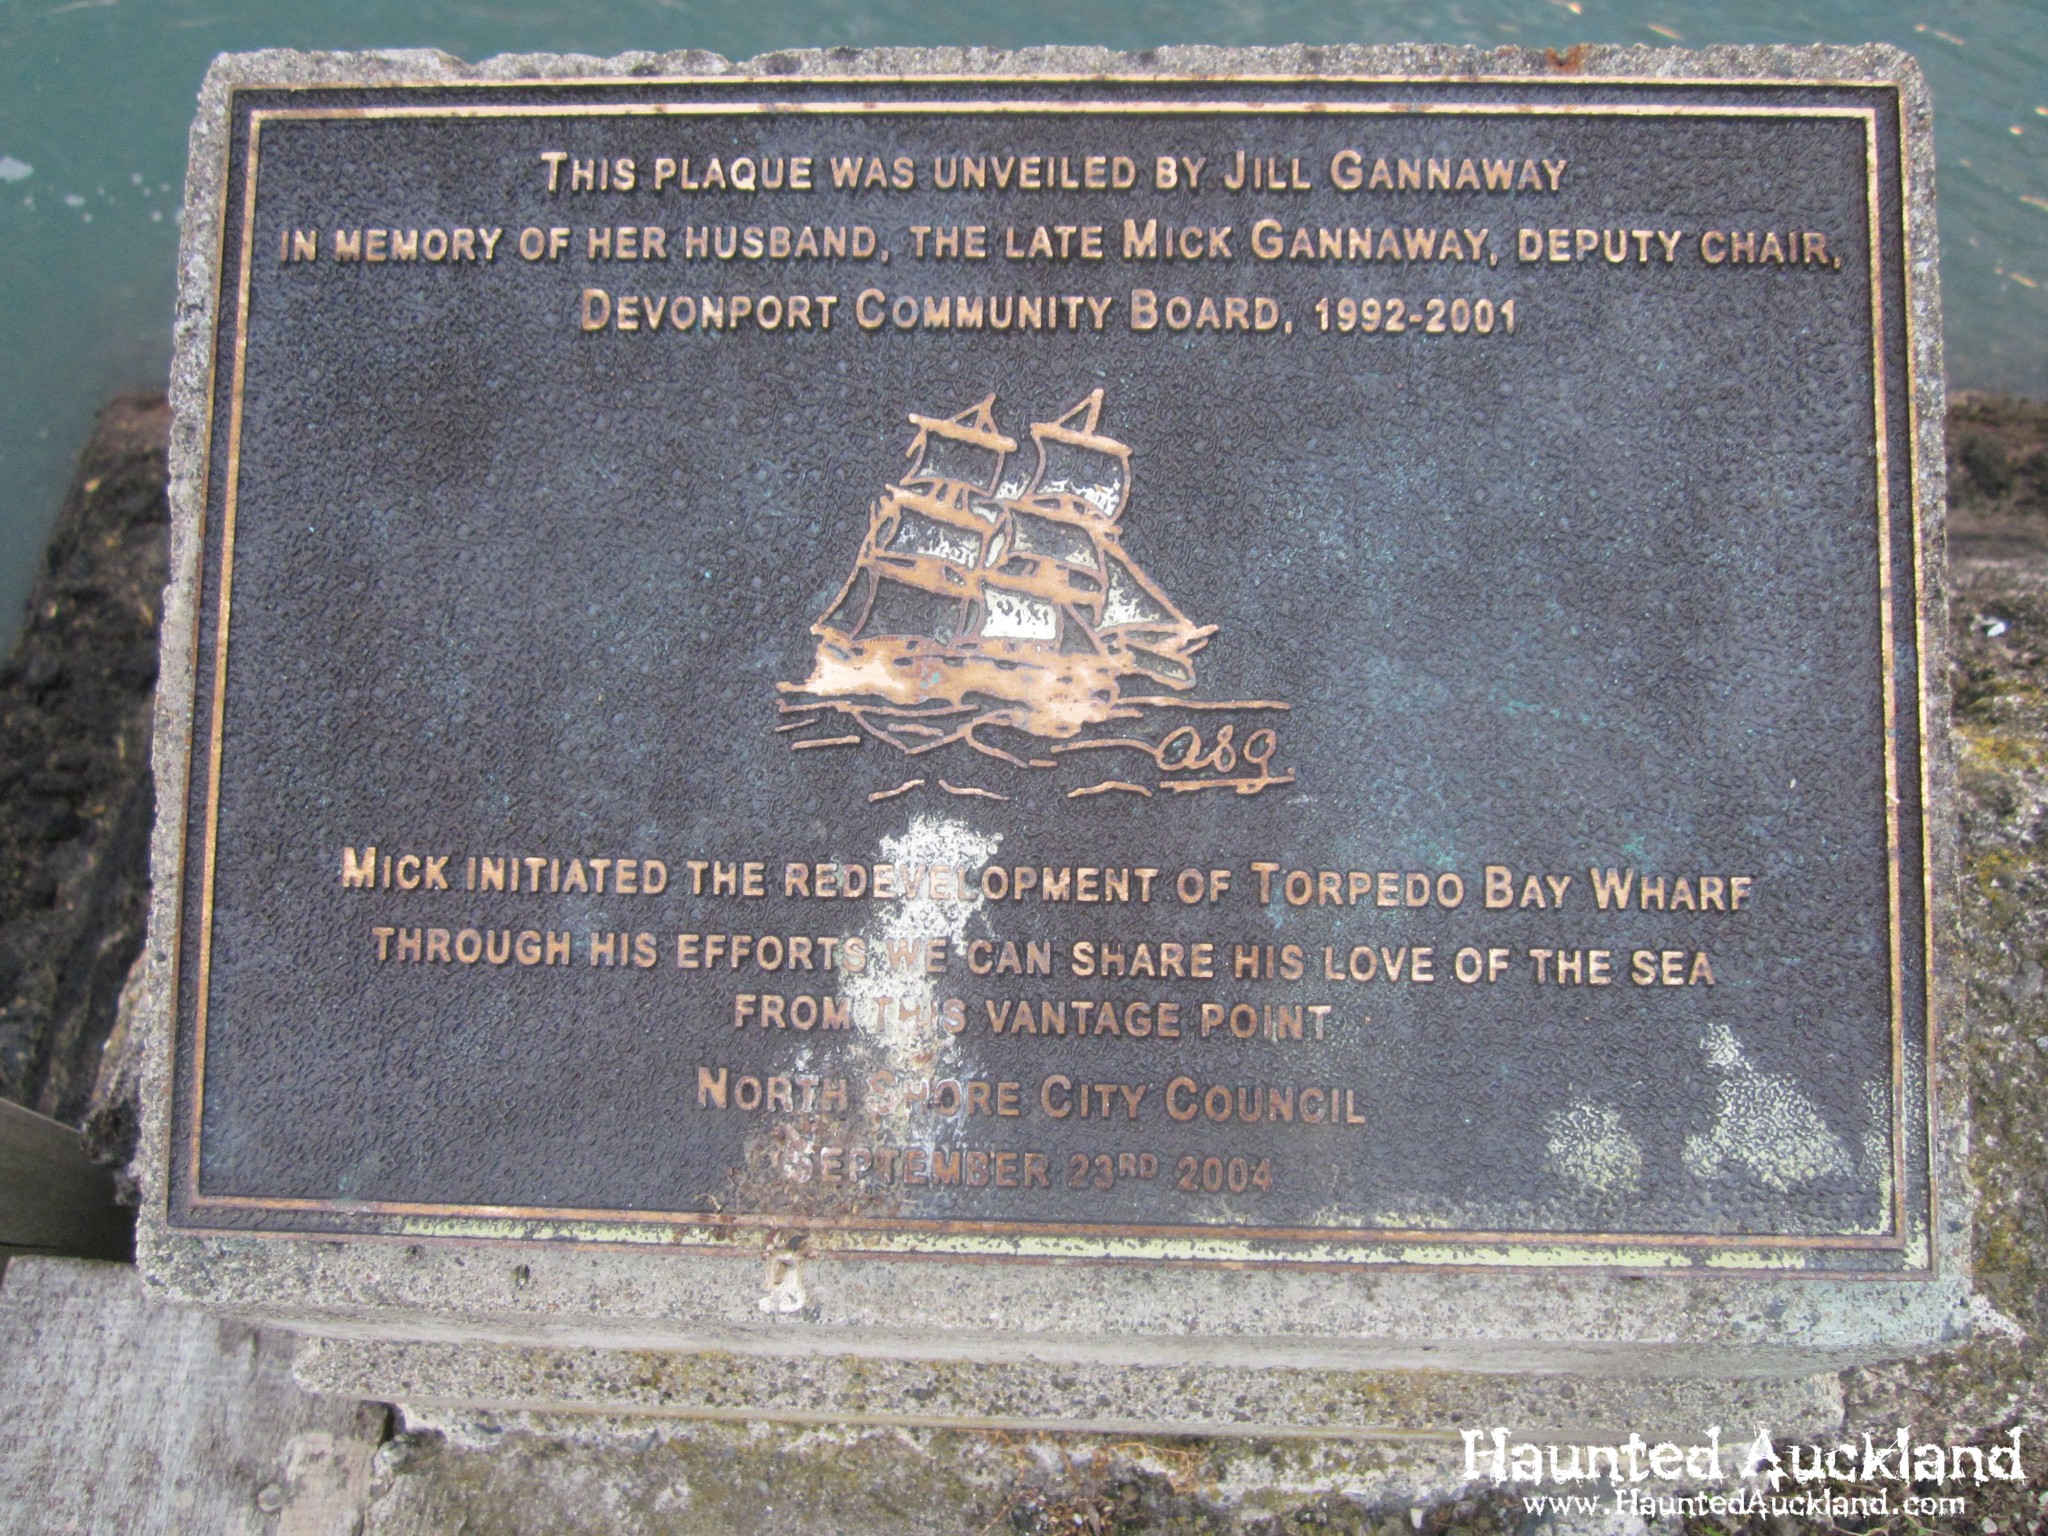 THIS PLAQUE WAS UNVEILED BY JILL GANNAWAY
IN MEMORY OF HER HUSBAND, THE LATE MICK GANNAWAY, DEPUTY CHAIR,
DEVONPORT COMMUNITY BOARD, 1992-2001
asg
MICK INITIATED THE REDEVELOPMENT OF TORPEDO BAY WHARF
THROUGH HIS EFFORTS WE CAN SHARE HIS LOVE OF THE SEA
FROM THIS VANTAGE POINT
NORTH SHORE CITY COUNCIL
SEPTEMBER 23RD 2004
Haunted Auckland
www.HauntedAuckland.com